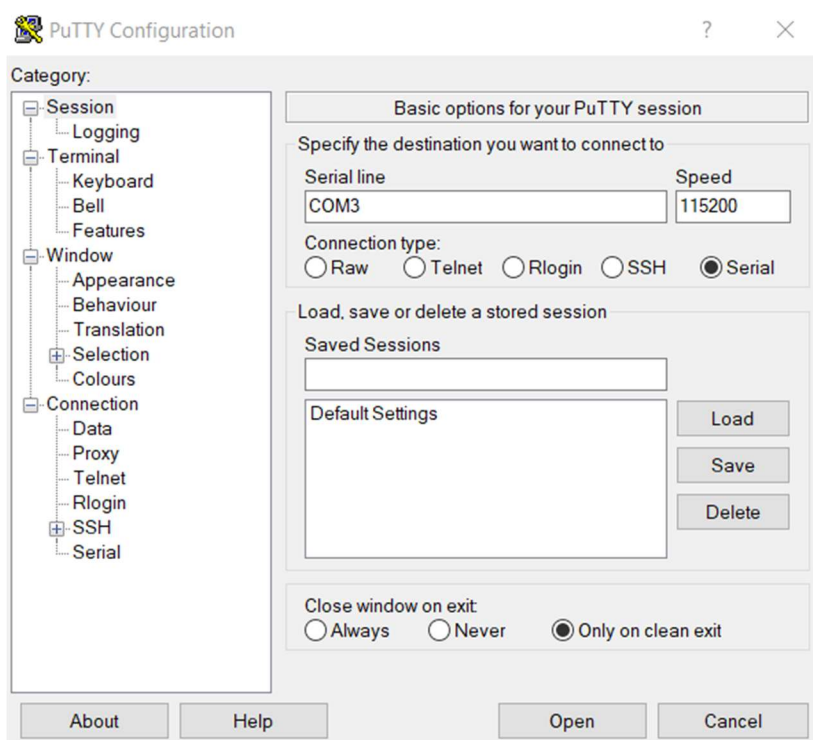 PuTTY Configuration
?
Category:
Session
Logging
Terminal
Keyboard
Bell
Features
Window
Appearance
Behaviour
Translation
Selection
Colours
Connection
Data
Proxy
Telnet
Rlogin
SSH
Serial
Basic options for your PuTTY session
Specify the destination you want to connect to
Serial line Speed
COM3 115200
Connection type:
Raw Telnet Rlogin SSH Serial
Load, save or delete a stored session
Saved Sessions
Default Settings
Load
Save
Delete
Close window on exit:
Always Never Only on clean exit
About Help Open Cancel